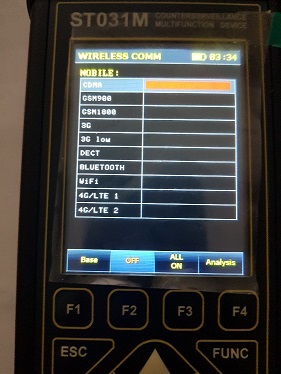 ST031M COUNTERSURVEILLANCE
MULTIFUNCTION DEVICE
WIRELESS COMM 03:34
MOBILE:
CDMA
GSM900
GSM1800
3G
3G low
DECT
BLUETOOTH
WiFi
4G/LTE 1
4G/LTE 2
Base OFF ALL ON Analysis
F1 F2 F3 F4
ESC FUNC